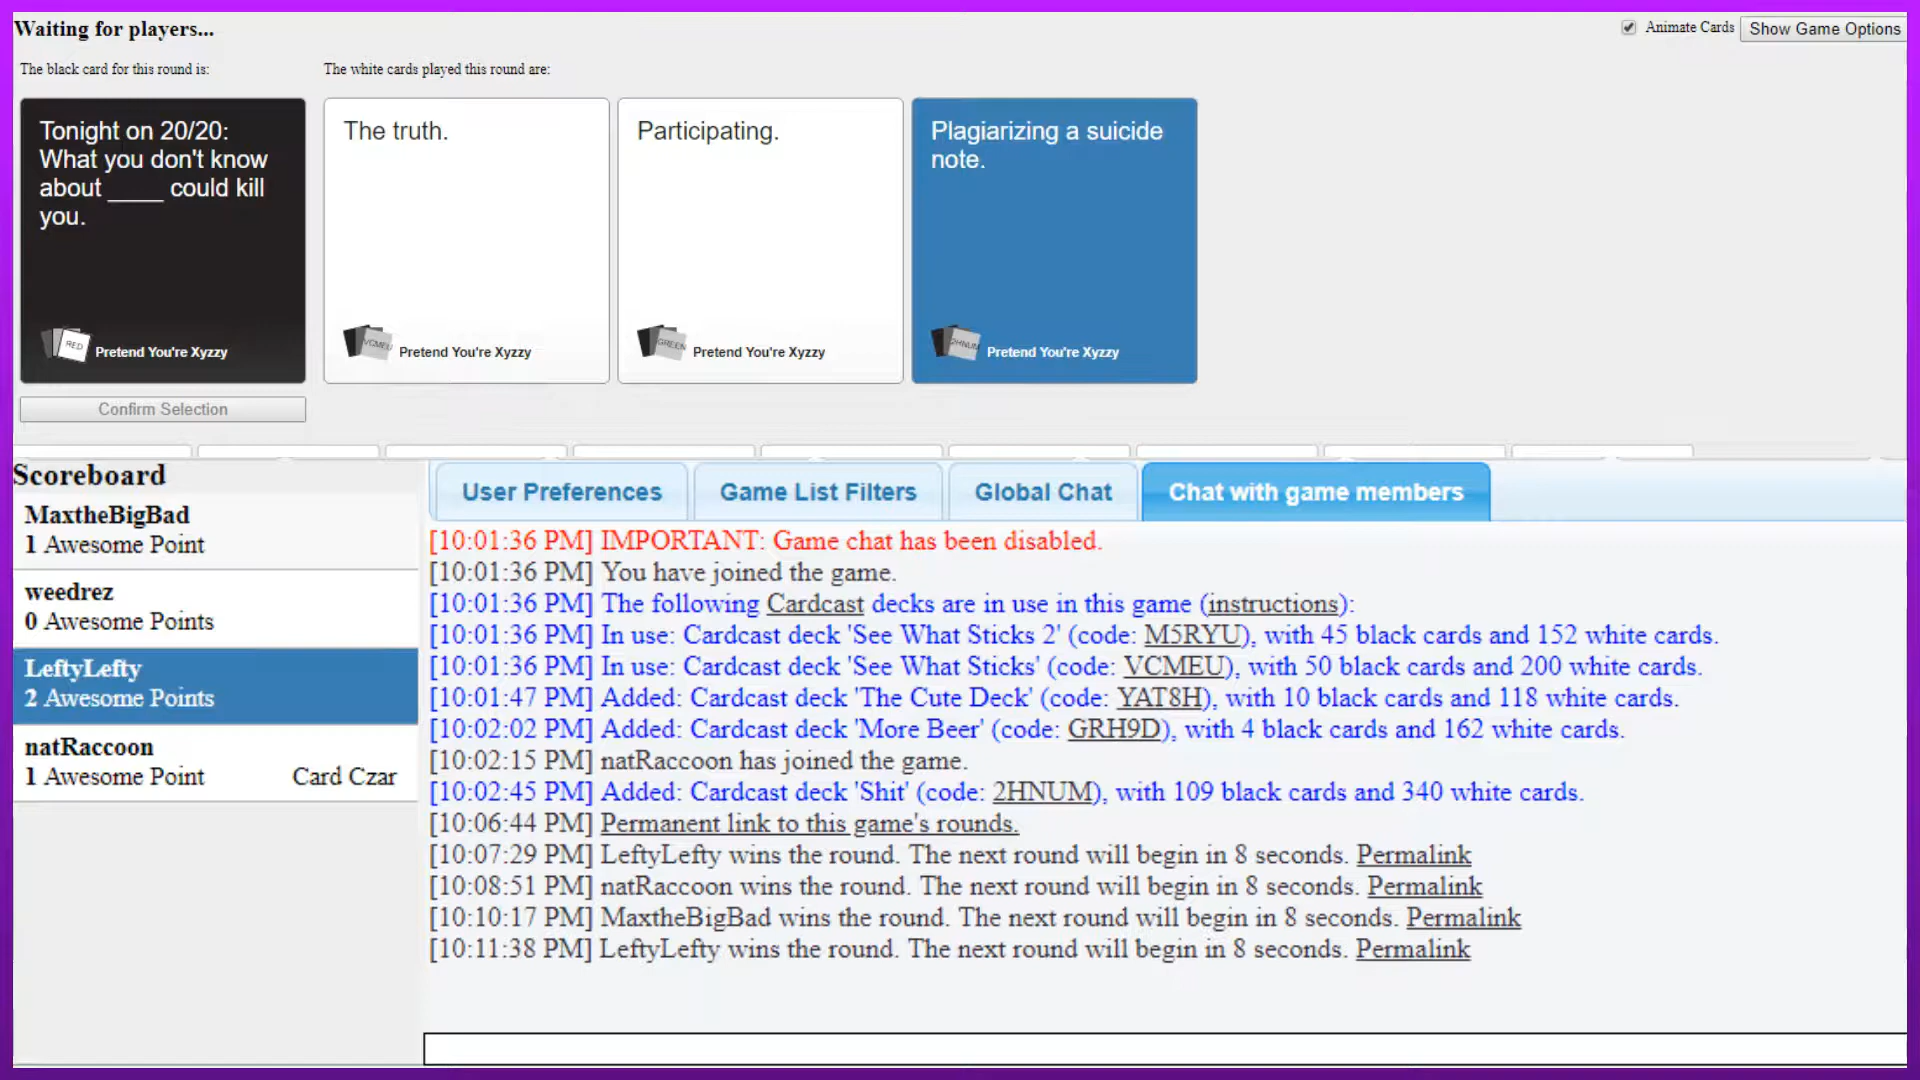 Waiting for players...
Animate Cards
Show Game Options
The black card for this round is:
The white cards played this round are:
Tonight on 20/20:
What you don't know
about ____ could kill
you.
RED
Pretend You're Xyzzy
The truth.
VCMEU
Pretend You're Xyzzy
Participating.
GREEN
Pretend You're Xyzzy
Plagiarizing a suicide
note.
2HNUM
Pretend You're Xyzzy
Confirm Selection
Scoreboard
MaxtheBigBad
1 Awesome Point
weedrez
0 Awesome Points
LeftyLefty
2 Awesome Points
natRaccoon
1 Awesome Point
Card Czar
User Preferences
Game List Filters
Global Chat
Chat with game members
[10:01:36 PM] IMPORTANT: Game chat has been disabled.
[10:01:36 PM] You have joined the game.
[10:01:36 PM] The following Cardcast decks are in use in this game (instructions):
[10:01:36 PM] In use: Cardcast deck 'See What Sticks 2' (code: M5RYU), with 45 black cards and 152 white cards.
[10:01:36 PM] In use: Cardcast deck 'See What Sticks' (code: VCMEU), with 50 black cards and 200 white cards.
[10:01:47 PM] Added: Cardcast deck 'The Cute Deck' (code: YAT8H), with 10 black cards and 118 white cards.
[10:02:02 PM] Added: Cardcast deck 'More Beer' (code: GRH9D), with 4 black cards and 162 white cards.
[10:02:15 PM] natRaccoon has joined the game.
[10:02:45 PM] Added: Cardcast deck 'Shit' (code: 2HNUM), with 109 black cards and 340 white cards.
[10:06:44 PM] Permanent link to this game's rounds.
[10:07:29 PM] LeftyLefty wins the round. The next round will begin in 8 seconds. Permalink
[10:08:51 PM] natRaccoon wins the round. The next round will begin in 8 seconds. Permalink
[10:10:17 PM] MaxtheBigBad wins the round. The next round will begin in 8 seconds. Permalink
[10:11:38 PM] LeftyLefty wins the round. The next round will begin in 8 seconds. Permalink